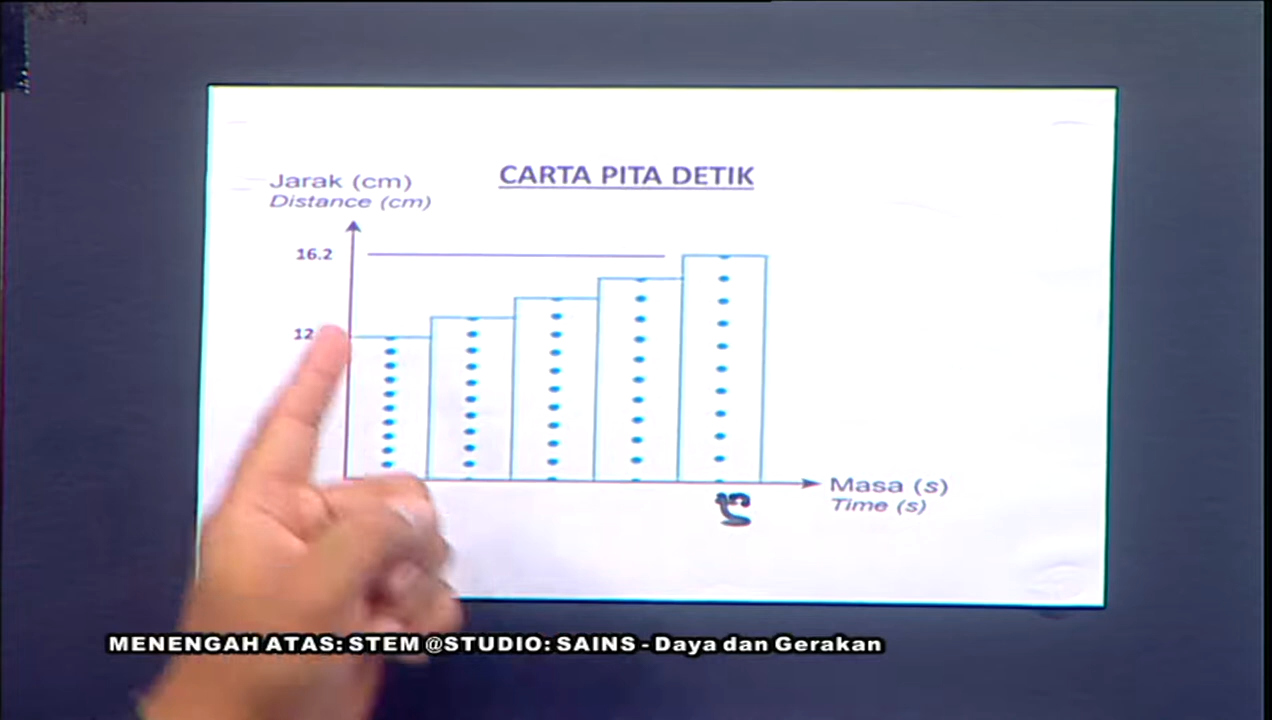 CARTA PITA DETIK
Jarak (cm)
Distance (cm)
16.2
12
Masa (s)
Time (s)
5
MENENGAH ATAS: STEM @STUDIO: SAINS - Daya dan Gerakan